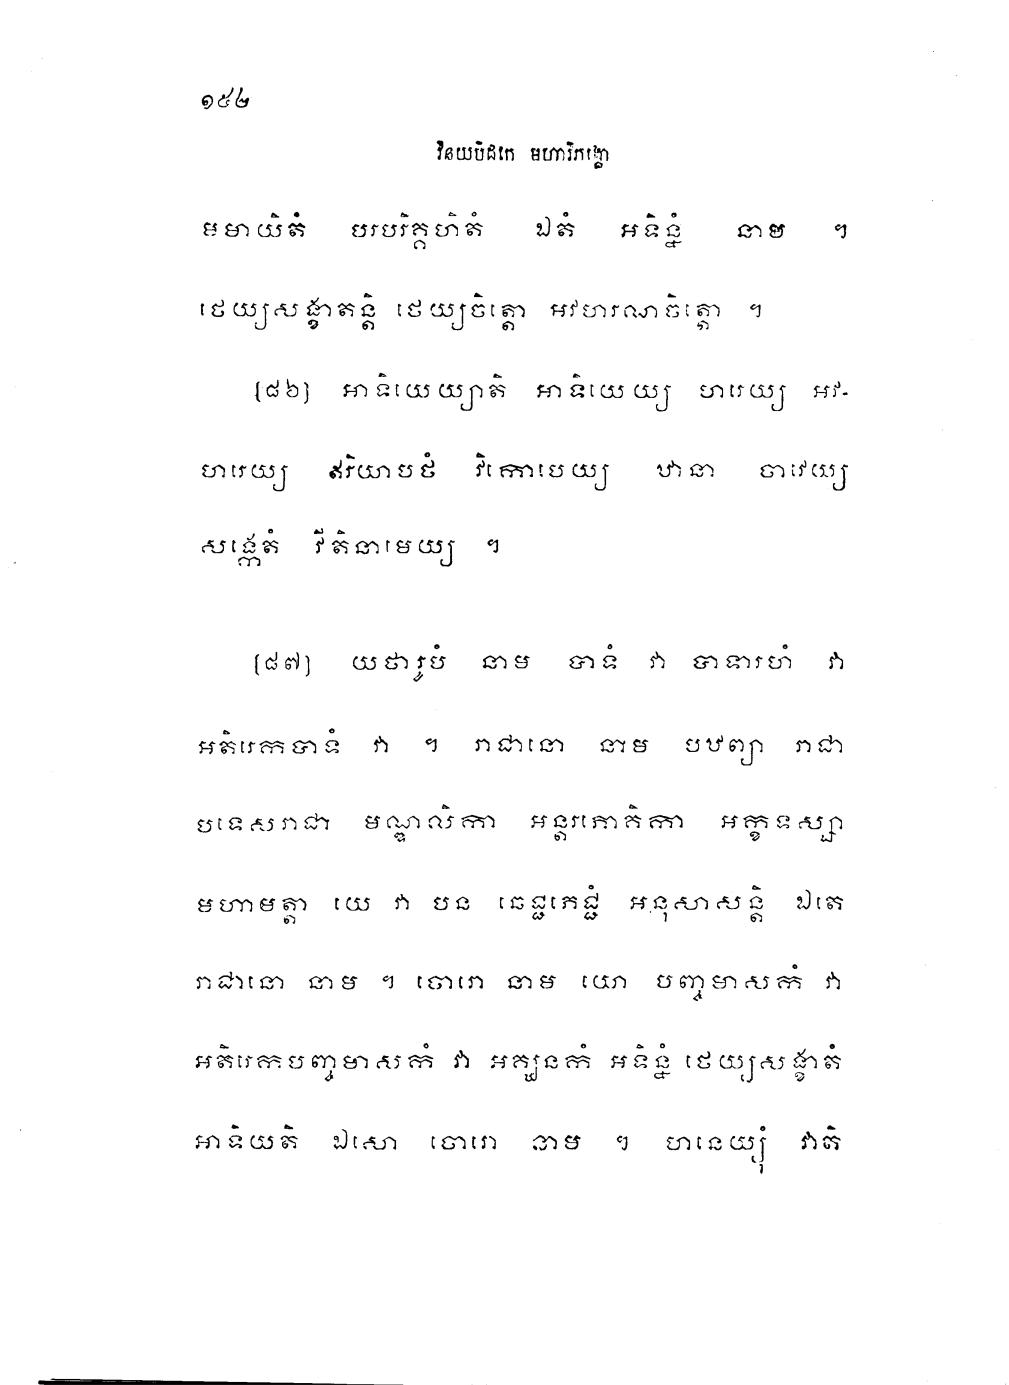 ១៥២
វិនយបិដកេ មហាវិភង្គោ
មមាយិតំ បរបរិគ្គហិតំ ឯតំ អទិន្នំ នាម ។
ថេយ្យសង្ខាតន្តិ ថេយ្យចិត្តោ អវហរណចិត្តោ ។
[៨៦] អាទិយេយ្យាតិ អាទិយេយ្យ ហរេយ្យ អវ-
ហរេយ្យ ឥរិយាបថំ វិកោបេយ្យ ឋានា ចាវេយ្យ
សង្កេតំ វីតិនាមេយ្យ ។
[៨៧] យថារូបំ នាម បាទំ វា បាទារហំ វា
អតិរេកបាទំ វា ។ រាជានោ នាម បឋព្យា រាជា
បទេសរាជា មណ្ឌលិកា អន្តរភោគិកា អក្ខទស្សា
មហាមត្តា យេ វា បន ឆេជ្ជភេជ្ជំ អនុសាសន្តិ ឯតេ
រាជានោ នាម ។ ចោរោ នាម យោ បញ្ចមាសកំ វា
អតិរេកបញ្ចមាសកំ វា អគ្ឃនកំ អទិន្នំ ថេយ្យសង្ខាតំ
អាទិយតិ ឯសោ ចោរោ នាម ។ ហនេយ្យុំ វាតិ